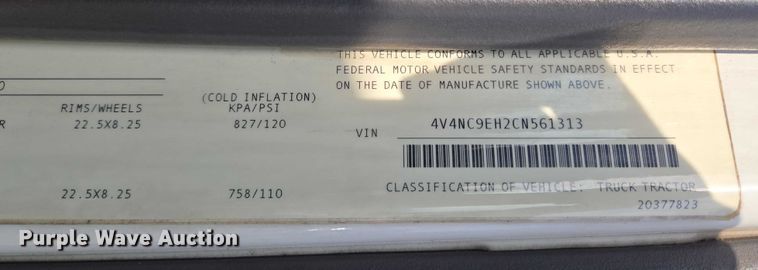 THIS VEHICLE CONFORMS TO ALL APPLICABLE U.S.A.
FEDERAL MOTOR VEHICLE SAFETY STANDARDS IN EFFECT
ON THE DATE OF MANUFACTURE SHOWN ABOVE.
RIMS/WHEELS (COLD INFLATION) KPA/PSI
22.5X8.25 827/120
VIN 4V4NC9EH2CN561313
22.5X8.25 758/110
CLASSIFICATION OF VEHICLE: TRUCK TRACTOR
20377823
Purple Wave Auction